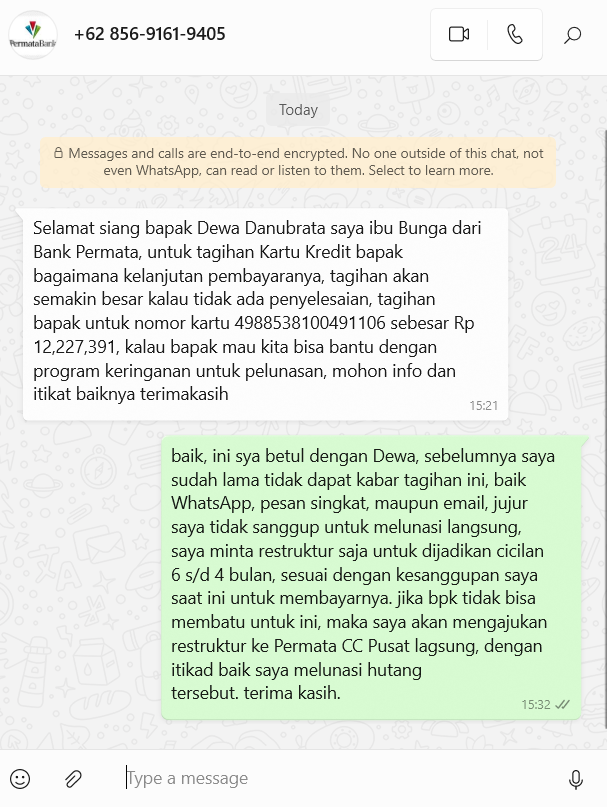 PermataBank
+62 856-9161-9405
Today
Messages and calls are end-to-end encrypted. No one outside of this chat, not
even WhatsApp, can read or listen to them. Select to learn more.
Selamat siang bapak Dewa Danubrata saya ibu Bunga dari
Bank Permata, untuk tagihan Kartu Kredit bapak
bagaimana kelanjutan pembayaranya, tagihan akan
semakin besar kalau tidak ada penyelesaian, tagihan
bapak untuk nomor kartu 4988538100491106 sebesar Rp
12,227,391, kalau bapak mau kita bisa bantu dengan
program keringanan untuk pelunasan, mohon info dan
itikat baiknya terimakasih
15:21
baik, ini sya betul dengan Dewa, sebelumnya saya
sudah lama tidak dapat kabar tagihan ini, baik
WhatsApp, pesan singkat, maupun email, jujur
saya tidak sanggup untuk melunasi langsung,
saya minta restruktur saja untuk dijadikan cicilan
6 s/d 4 bulan, sesuai dengan kesanggupan saya
saat ini untuk membayarnya. jika bpk tidak bisa
membatu untuk ini, maka saya akan mengajukan
restruktur ke Permata CC Pusat lagsung, dengan
itikad baik saya melunasi hutang
tersebut. terima kasih.
15:32
Type a message